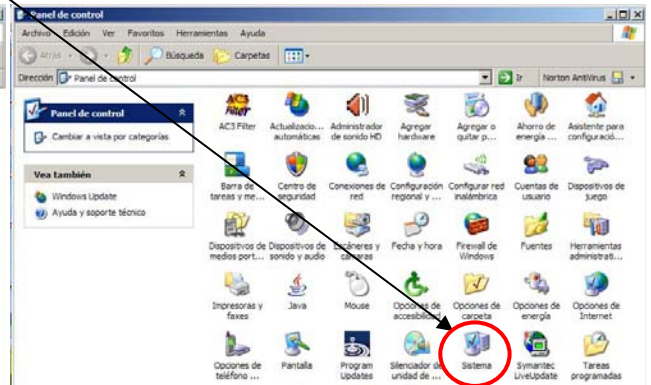 Panel de control
Archivo Edición Ver Favoritos Herramientas Ayuda
Atrás Búsqueda Carpetas
Dirección Panel de control Ir Norton AntiVirus
Panel de control
Cambiar a vista por categorías
Vea también
Windows Update
Ayuda y soporte técnico
AC3 Filter
Actualizacio... automáticas
Administrador de sonido HD
Agregar hardware
Agregar o quitar p...
Ahorro de energía ...
Asistente para configuració...
Barra de tareas y me...
Centro de seguridad
Conexiones de red
Configuración regional y ...
Configurar red inalámbrica
Cuentas de usuario
Dispositivos de juego
Dispositivos de medios port...
Dispositivos de sonido y audio
Escáneres y cámaras
Fecha y hora
Firewall de Windows
Fuentes
Herramientas administrati...
Impresoras y faxes
Java
Mouse
Opciones de accesibilidad
Opciones de carpeta
Opciones de energía
Opciones de Internet
Opciones de teléfono ...
Pantalla
Program Updates
Silenciador de unidad de ...
Sistema
Symantec LiveUpdate
Tareas programadas